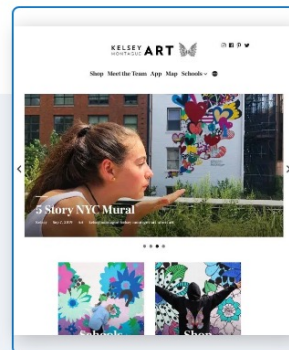 KELSEY
MONTAGUE ART
Shop Meet the Team App Map Schools
5 Story NYC Mural
Schools
Shop